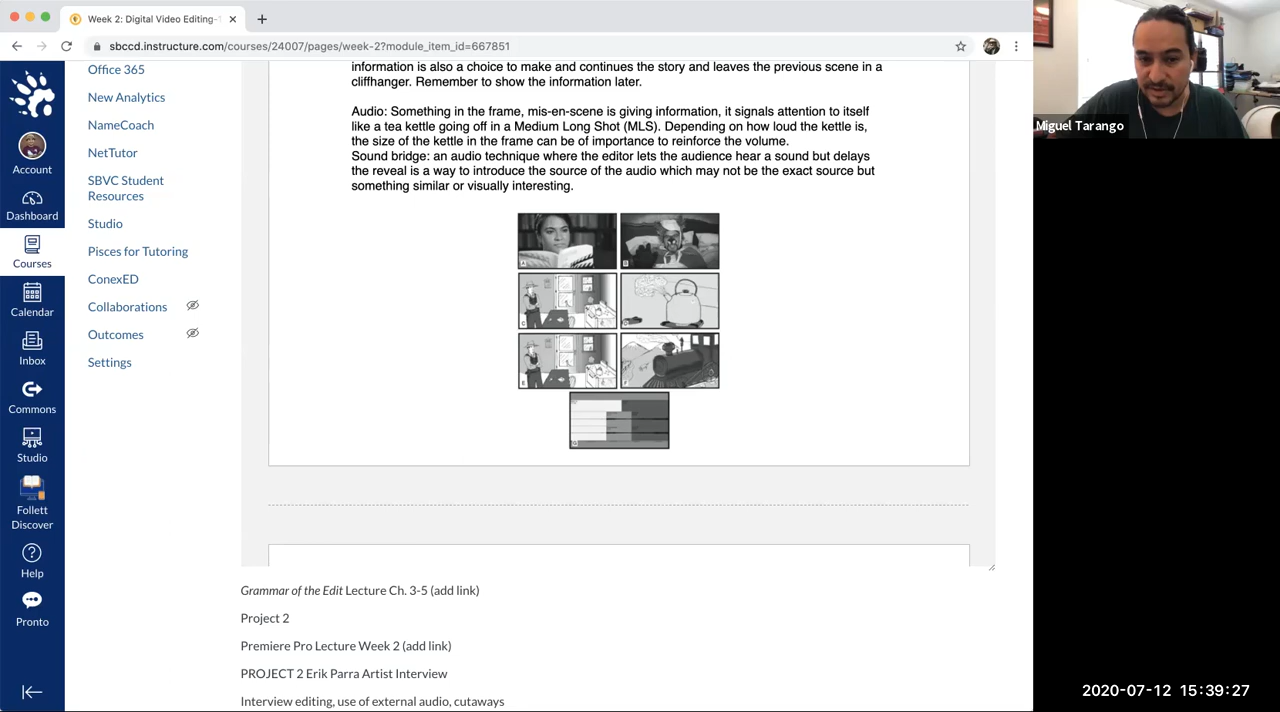 Week 2: Digital Video Editing-
sbccd.instructure.com/courses/24007/pages/week-2?module_item_id=667851
Account
Dashboard
Courses
Calendar
Inbox
Commons
Studio
Follett
Discover
Help
Pronto
Office 365
New Analytics
NameCoach
NetTutor
SBVC Student
Resources
Studio
Pisces for Tutoring
ConexED
Collaborations
Outcomes
Settings
information is also a choice to make and continues the story and leaves the previous scene in a
cliffhanger. Remember to show the information later.
Audio: Something in the frame, mis-en-scene is giving information, it signals attention to itself
like a tea kettle going off in a Medium Long Shot (MLS). Depending on how loud the kettle is,
the size of the kettle in the frame can be of importance to reinforce the volume.
Sound bridge: an audio technique where the editor lets the audience hear a sound but delays
the reveal is a way to introduce the source of the audio which may not be the exact source but
something similar or visually interesting.
A
B
C
D
E
F
G
Grammar of the Edit Lecture Ch. 3-5 (add link)
Project 2
Premiere Pro Lecture Week 2 (add link)
PROJECT 2 Erik Parra Artist Interview
Interview editing, use of external audio, cutaways
Miguel Tarango
2020-07-12 15:39:27